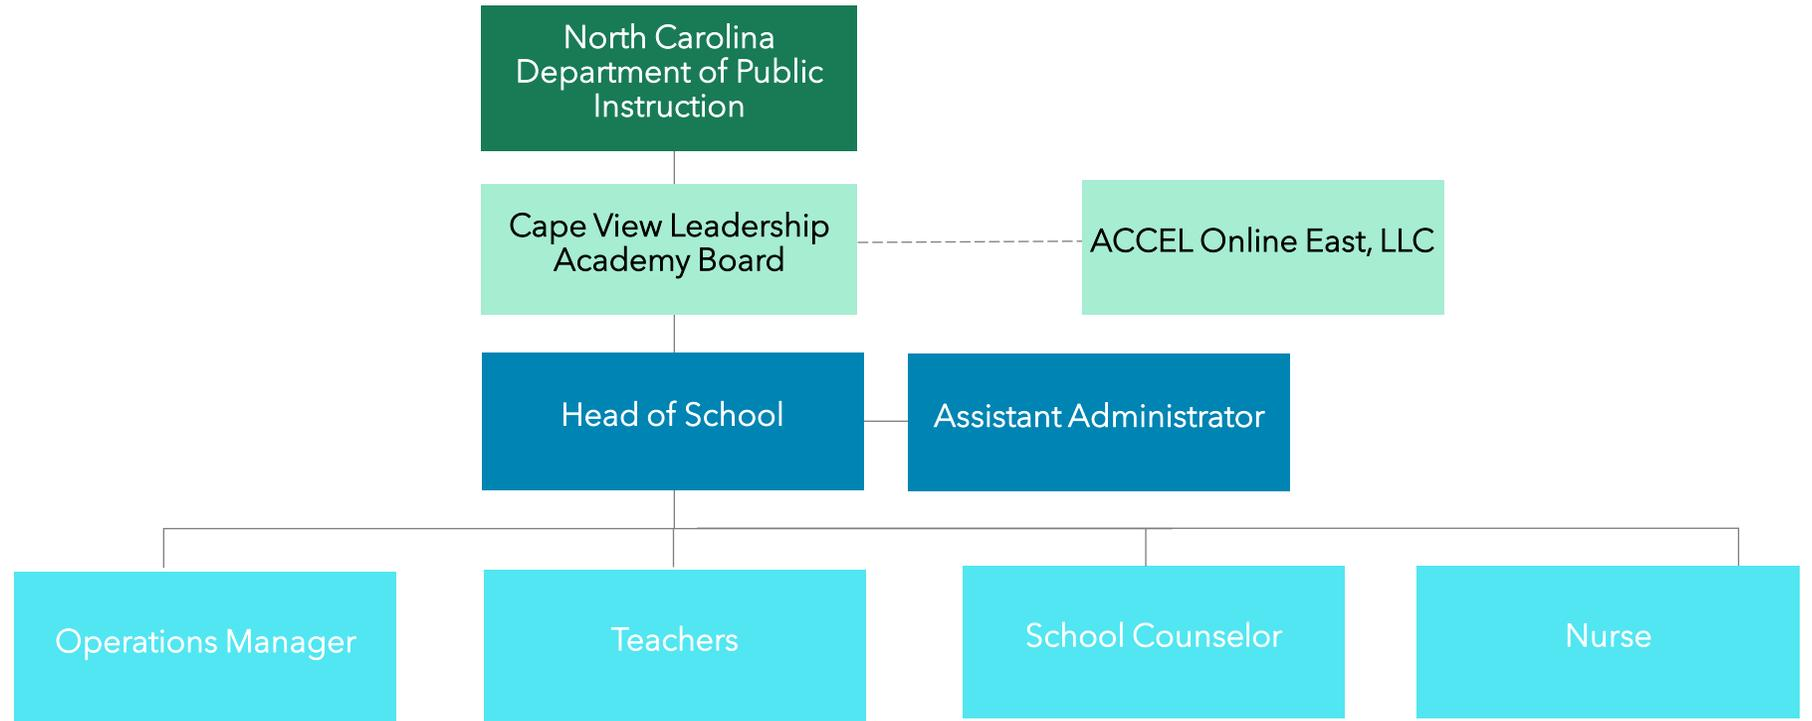 North Carolina
Department of Public
Instruction
Cape View Leadership
Academy Board
ACCEL Online East, LLC
Head of School
Assistant Administrator
Operations Manager
Teachers
School Counselor
Nurse